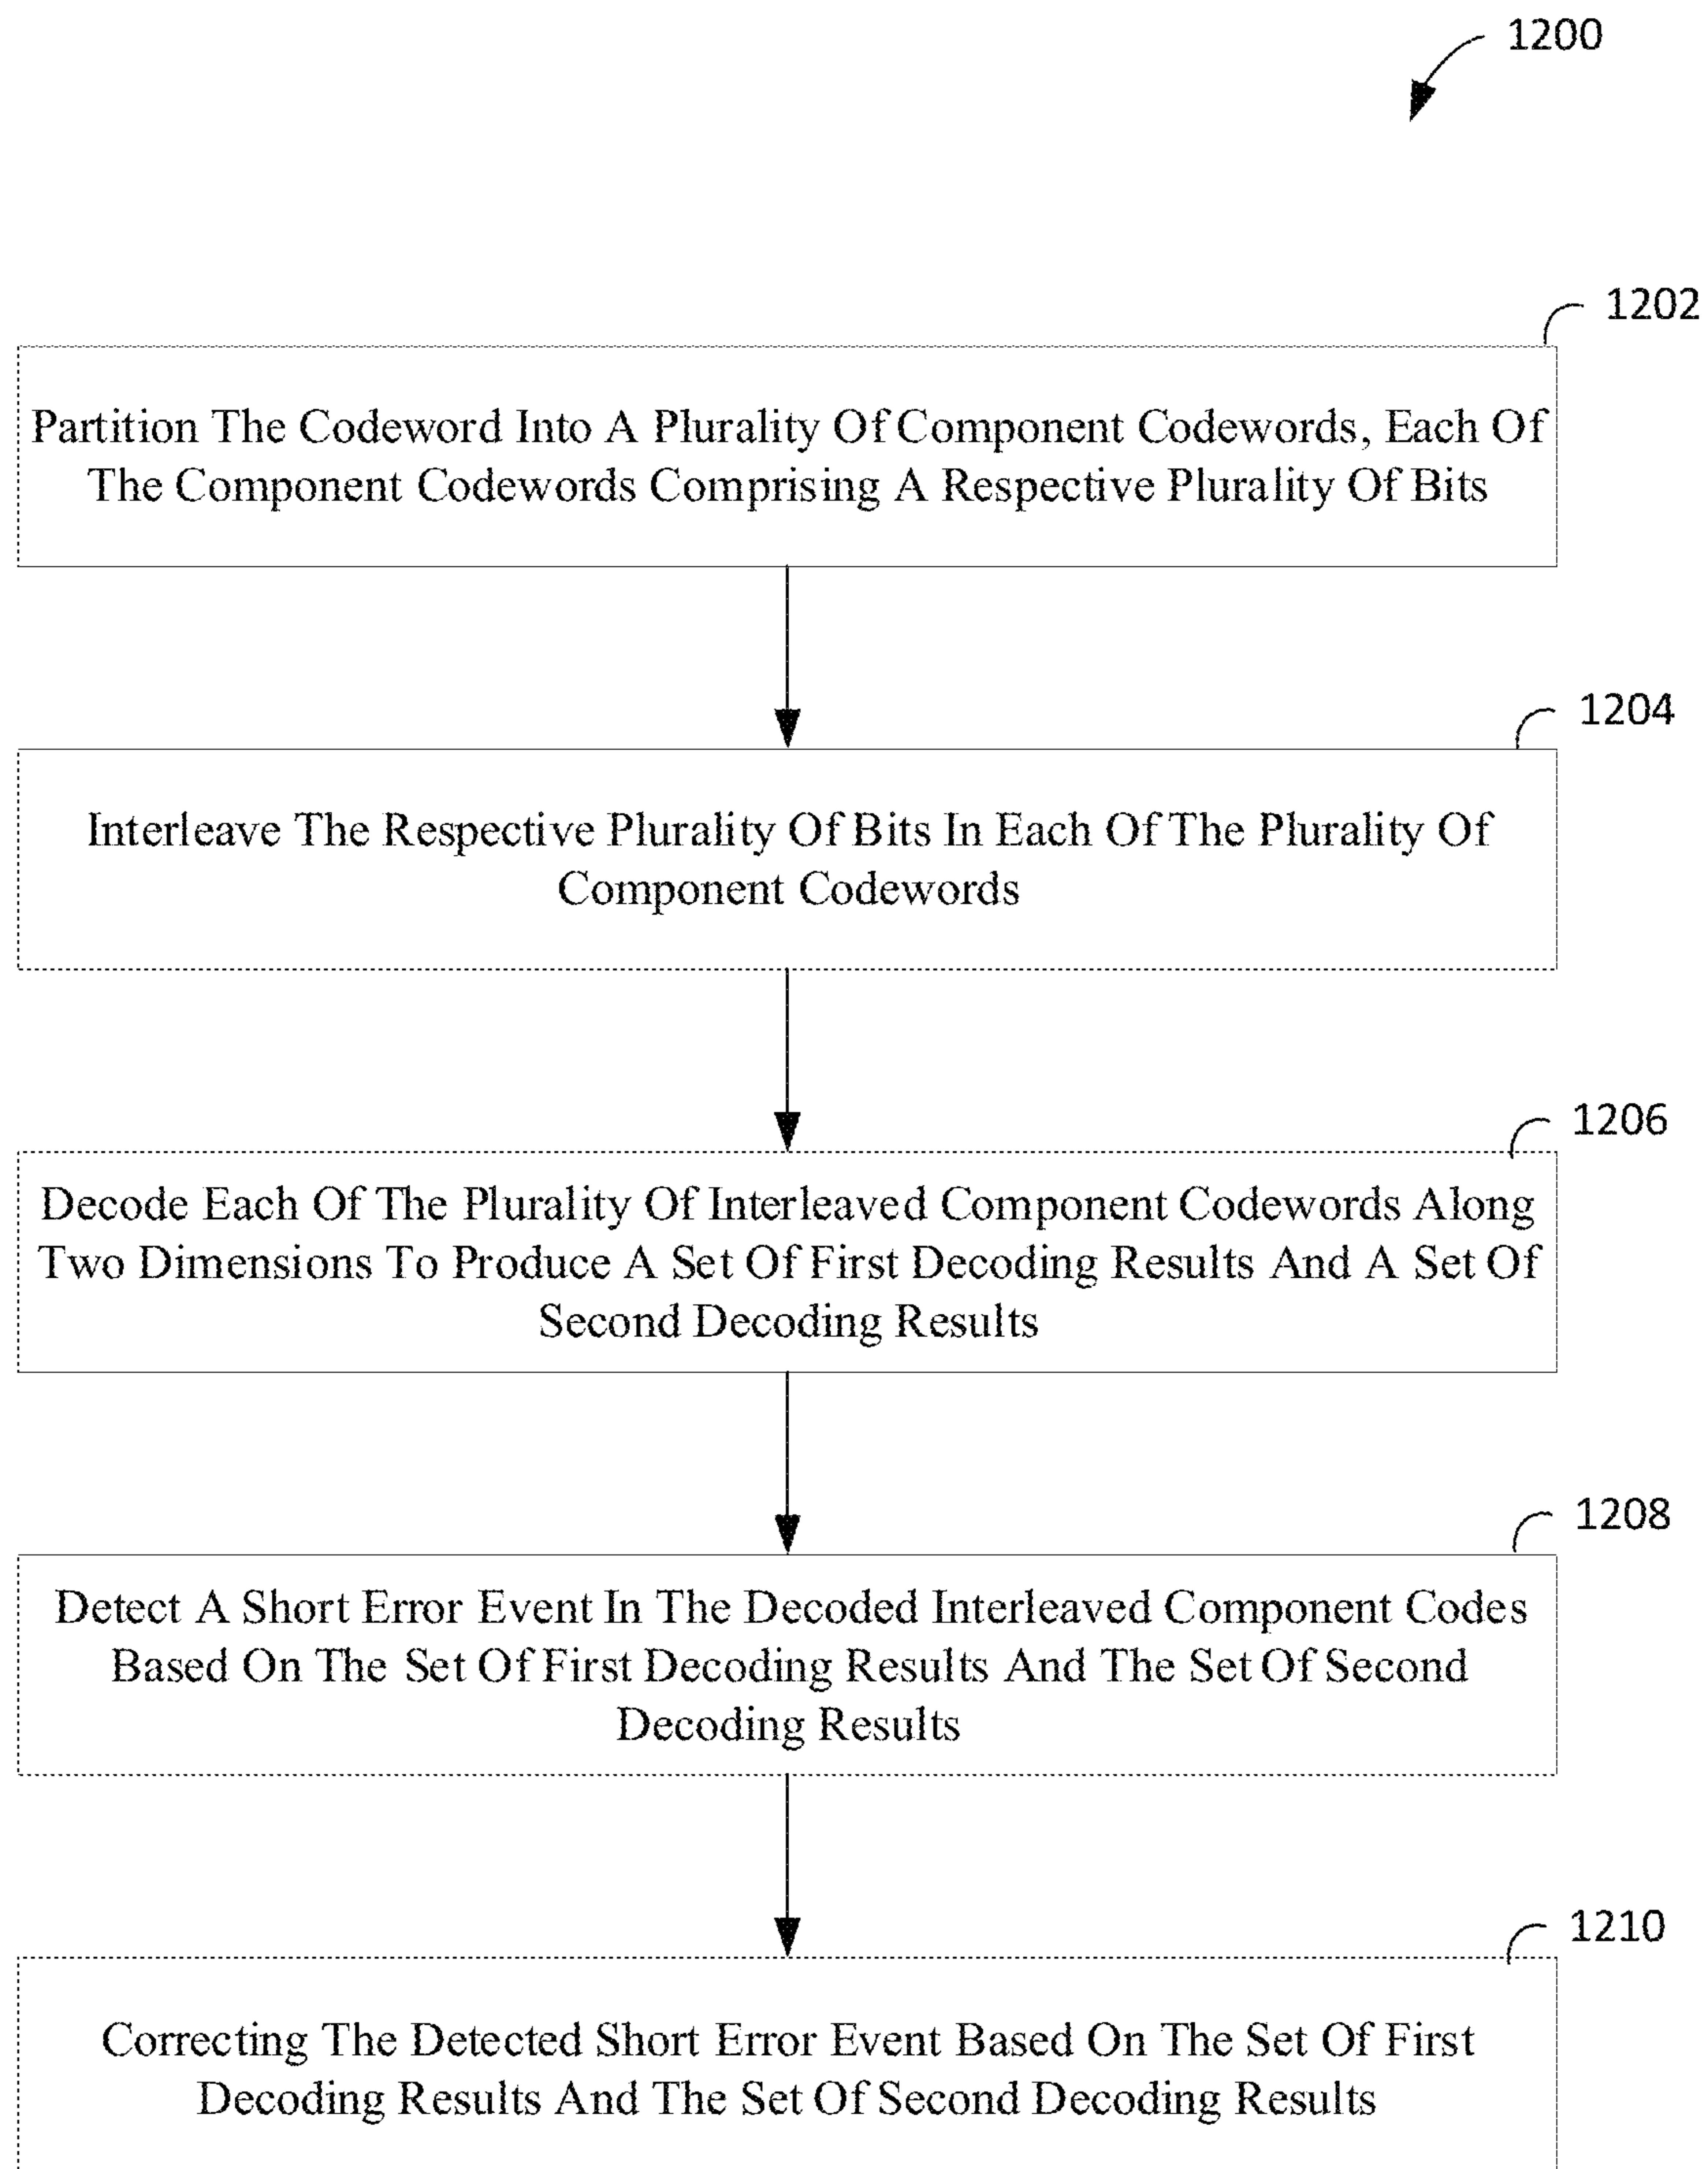 1200
1202
Partition The Codeword Into A Plurality Of Component Codewords, Each Of
The Component Codewords Comprising A Respective Plurality Of Bits
1204
Interleave The Respective Plurality Of Bits In Each Of The Plurality Of
Component Codewords
1206
Decode Each Of The Plurality Of Interleaved Component Codewords Along
Two Dimensions To Produce A Set Of First Decoding Results And A Set Of
Second Decoding Results
1208
Detect A Short Error Event In The Decoded Interleaved Component Codes
Based On The Set Of First Decoding Results And The Set Of Second
Decoding Results
1210
Correcting The Detected Short Error Event Based On The Set Of First
Decoding Results And The Set Of Second Decoding Results